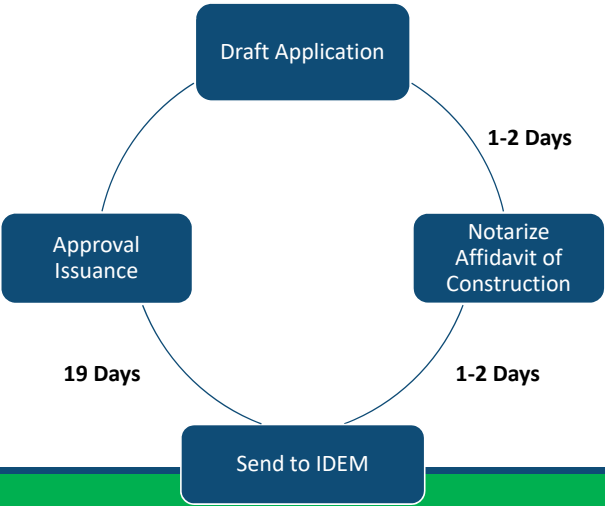 Draft Application
1-2 Days
Notarize
Affidavit of
Construction
Approval
Issuance
19 Days
1-2 Days
Send to IDEM